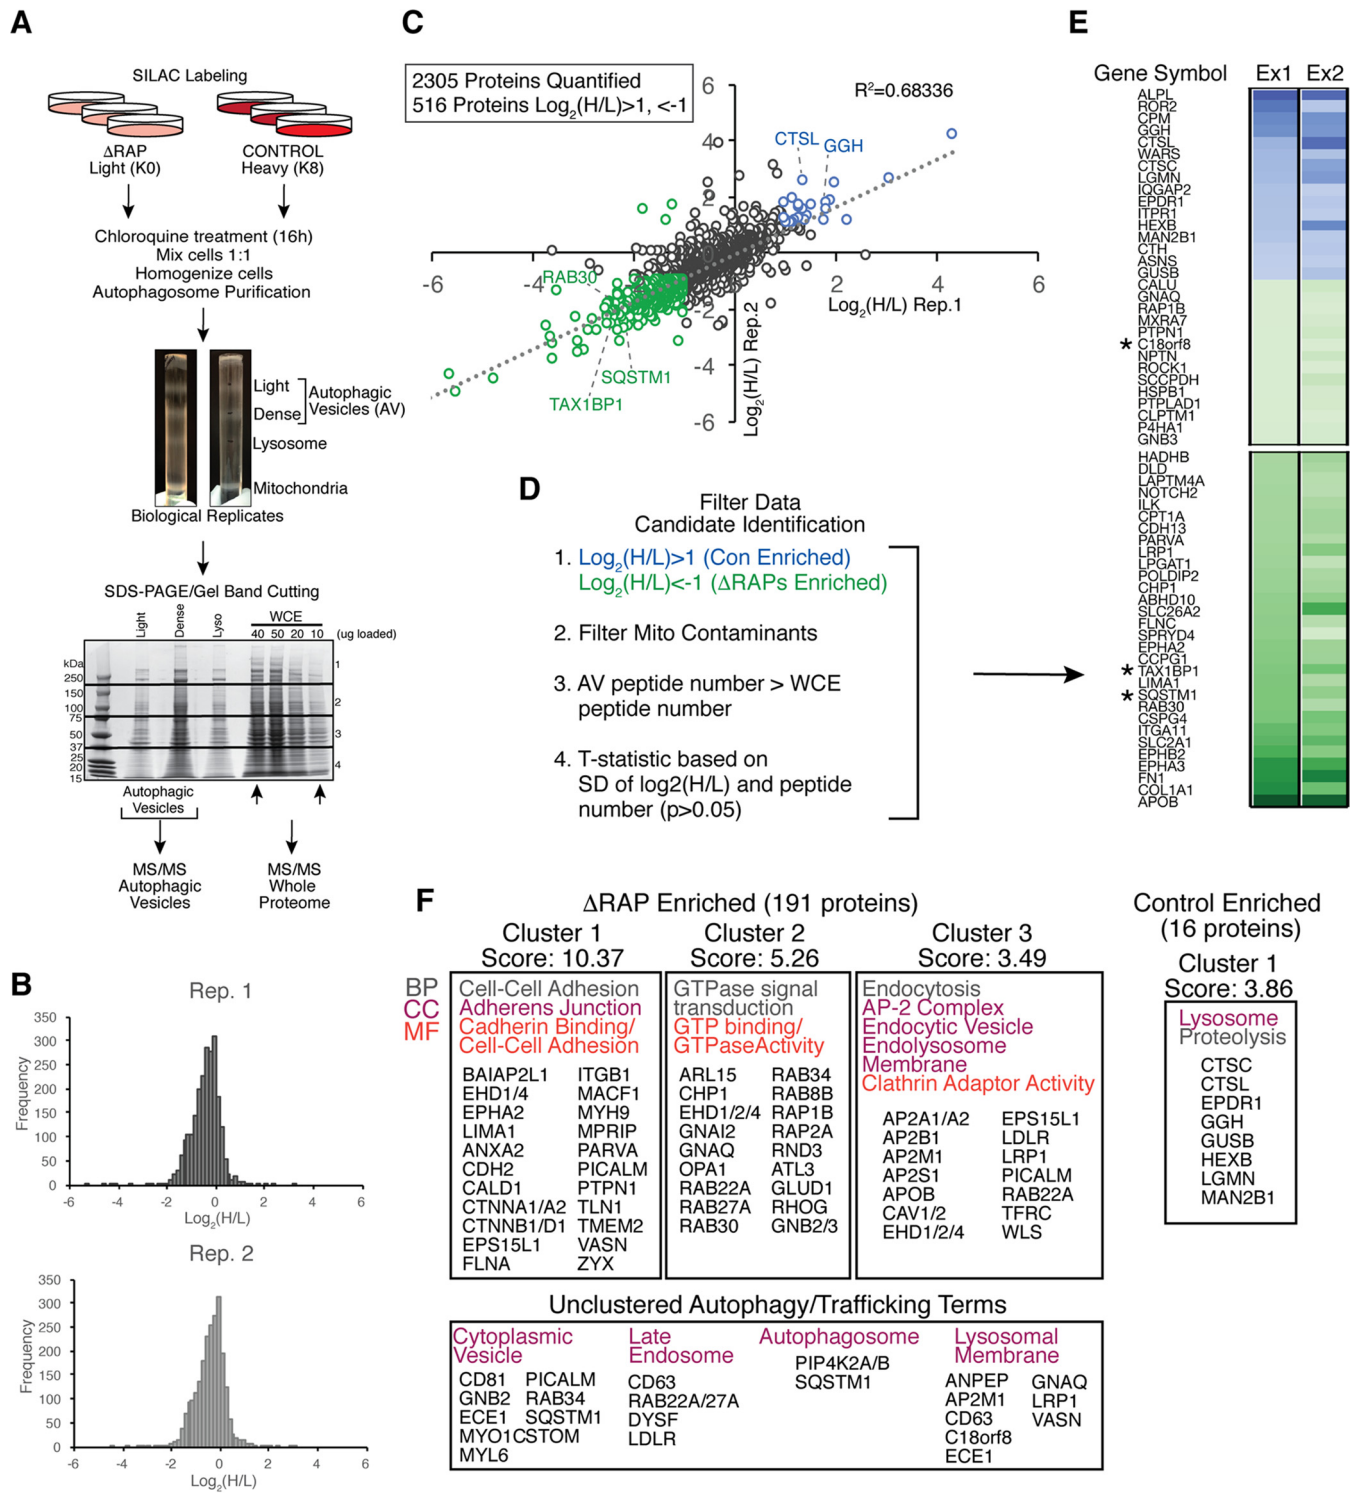 A
SILAC Labeling
ΔRAP
Light (K0)
CONTROL
Heavy (K8)
Chloroquine treatment (16h)
Mix cells 1:1
Homogenize cells
Autophagosome Purification
Light
Dense
Autophagic
Vesicles (AV)
Lysosome
Mitochondria
Biological Replicates
SDS-PAGE/Gel Band Cutting
Light
Dense
Lyso
WCE
40 50 20 10 (ug loaded)
kDa
250
150
100
75
50
37
25
20
15
1
2
3
4
Autophagic
Vesicles
MS/MS
Autophagic
Vesicles
MS/MS
Whole
Proteome
B
Rep. 1
Frequency
350
300
250
200
150
100
50
0
-6 -4 -2 0 2 4 6
Log2(H/L)
Rep. 2
Frequency
350
300
250
200
150
100
50
0
-6 -4 -2 0 2 4 6
Log2(H/L)
C
2305 Proteins Quantified
516 Proteins Log2(H/L)>1, <-1
R2=0.68336
6
4
2
0
-2
-4
-6
-6 -4 -2 2 4 6
CTSL
GGH
RAB30
SQSTM1
TAX1BP1
Log2(H/L) Rep.1
Log2(H/L) Rep.2
D
Filter Data
Candidate Identification
1. Log2(H/L)>1 (Con Enriched)
Log2(H/L)<-1 (ΔRAPs Enriched)
2. Filter Mito Contaminants
3. AV peptide number > WCE
peptide number
4. T-statistic based on
SD of log2(H/L) and peptide
number (p>0.05)
E
Gene Symbol Ex1 Ex2
ALPL
ROR2
CPM
GGH
CTSL
WARS
CTSC
LGMN
IQGAP2
EPDR1
ITPR1
HEXB
MAN2B1
CTH
ASNS
GUSB
CALU
GNAQ
RAP1B
MXRA7
PTPN1
* C18orf8
NPTN
ROCK1
SCCPDH
HSPB1
PTPLAD1
CLPTM1
P4HA1
GNB3
HADHB
DLD
LAPTM4A
NOTCH2
ILK
CPT1A
CDH13
PARVA
LRP1
LPGAT1
POLDIP2
CHP1
ABHD10
SLC26A2
FLNC
SPRYD4
EPHA2
CCPG1
* TAX1BP1
LIMA1
* SQSTM1
RAB30
CSPG4
ITGA11
SLC2A1
EPHB2
EPHA3
FN1
COL1A1
APOB
F
ΔRAP Enriched (191 proteins)
BP
CC
MF
Cluster 1
Score: 10.37
Cell-Cell Adhesion
Adherens Junction
Cadherin Binding/
Cell-Cell Adhesion
BAIAP2L1 ITGB1
EHD1/4 MACF1
EPHA2 MYH9
LIMA1 MPRIP
ANXA2 PARVA
CDH2 PICALM
CALD1 PTPN1
CTNNA1/A2 TLN1
CTNNB1/D1 TMEM2
EPS15L1 VASN
FLNA ZYX
Cluster 2
Score: 5.26
GTPase signal
transduction
GTP binding/
GTPaseActivity
ARL15 RAB34
CHP1 RAB8B
EHD1/2/4 RAP1B
GNAI2 RAP2A
GNAQ RND3
OPA1 ATL3
RAB22A GLUD1
RAB27A RHOG
RAB30 GNB2/3
Cluster 3
Score: 3.49
Endocytosis
AP-2 Complex
Endocytic Vesicle
Endolysosome
Membrane
Clathrin Adaptor Activity
AP2A1/A2 EPS15L1
AP2B1 LDLR
AP2M1 LRP1
AP2S1 PICALM
APOB RAB22A
CAV1/2 TFRC
EHD1/2/4 WLS
Control Enriched
(16 proteins)
Cluster 1
Score: 3.86
Lysosome
Proteolysis
CTSC
CTSL
EPDR1
GGH
GUSB
HEXB
LGMN
MAN2B1
Unclustered Autophagy/Trafficking Terms
Cytoplasmic
Vesicle
CD81 PICALM
GNB2 RAB34
ECE1 SQSTM1
MYO1C STOM
MYL6
Late
Endosome
CD63
RAB22A/27A
DYSF
LDLR
Autophagosome
PIP4K2A/B
SQSTM1
Lysosomal
Membrane
ANPEP GNAQ
AP2M1 LRP1
CD63 VASN
C18orf8
ECE1